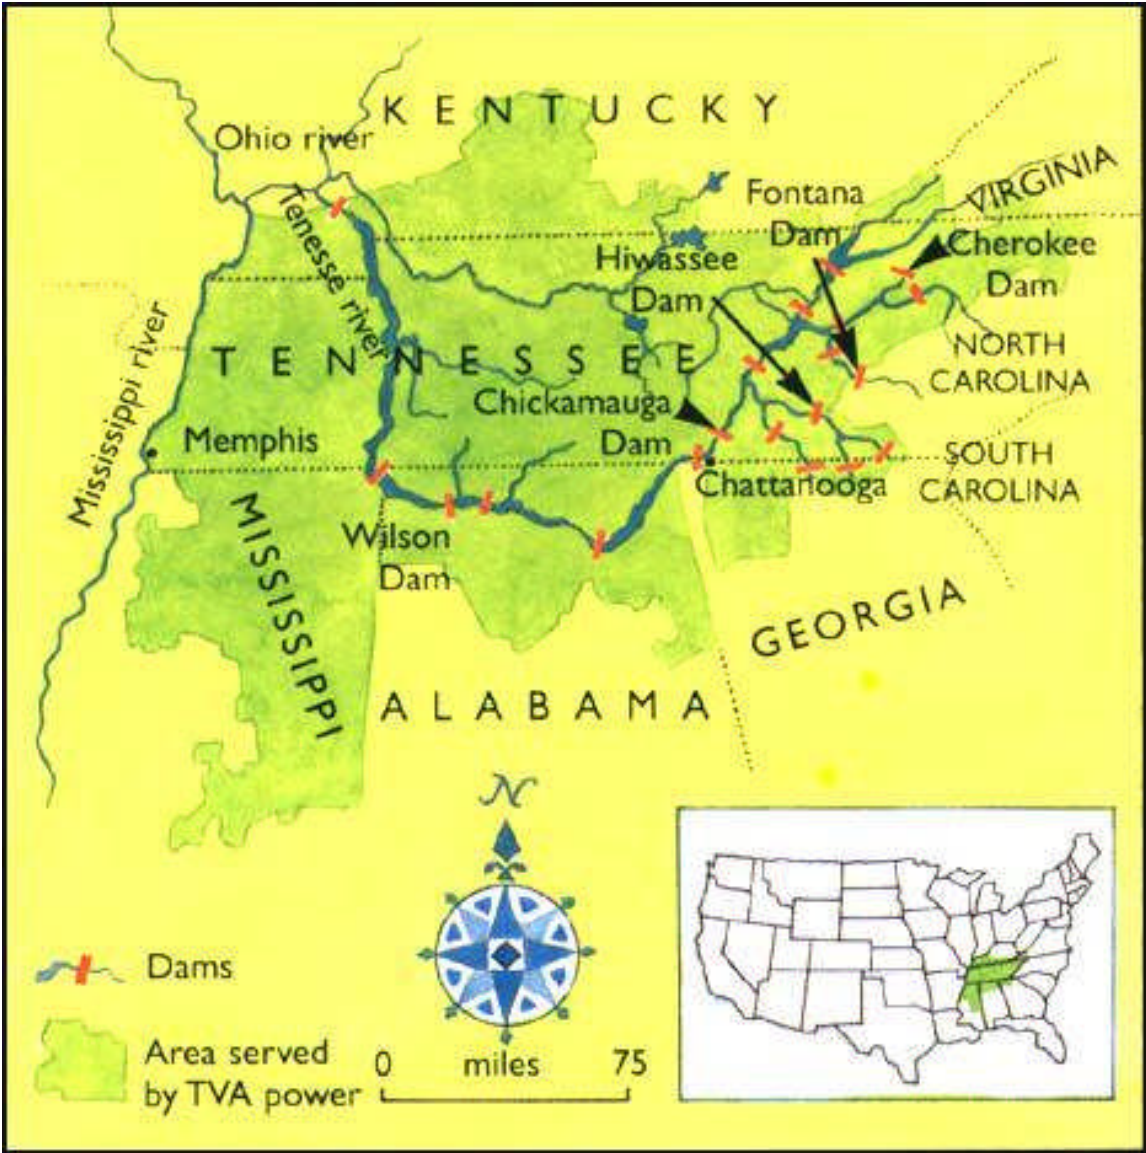 KENTUCKY
Ohio river
Tenesse river
Fontana
Dam
VIRGINIA
Hiwassee
Dam
Cherokee
Dam
Mississippi river
TENNESSEE
NORTH
CAROLINA
Chickamauga
Dam
Memphis
SOUTH
CAROLINA
Chattanooga
MISSISSIPPI
Wilson
Dam
GEORGIA
ALABAMA
N
Dams
Area served
by TVA power
0 miles 75